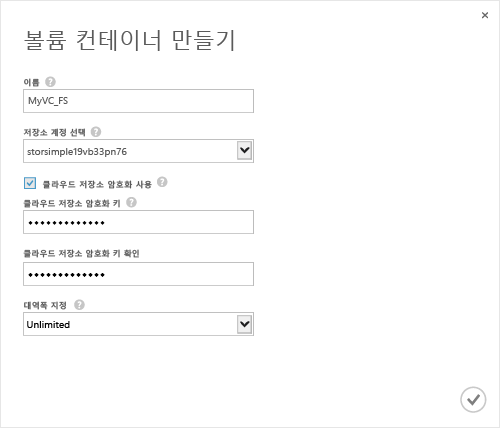 볼륨 컨테이너 만들기
이름
MyVC_FS
저장소 계정 선택
storsimple19vb33pn76
클라우드 저장소 암호화 사용
클라우드 저장소 암호화 키
•••••••••••••
클라우드 저장소 암호화 키 확인
•••••••••••••
대역폭 지정
Unlimited